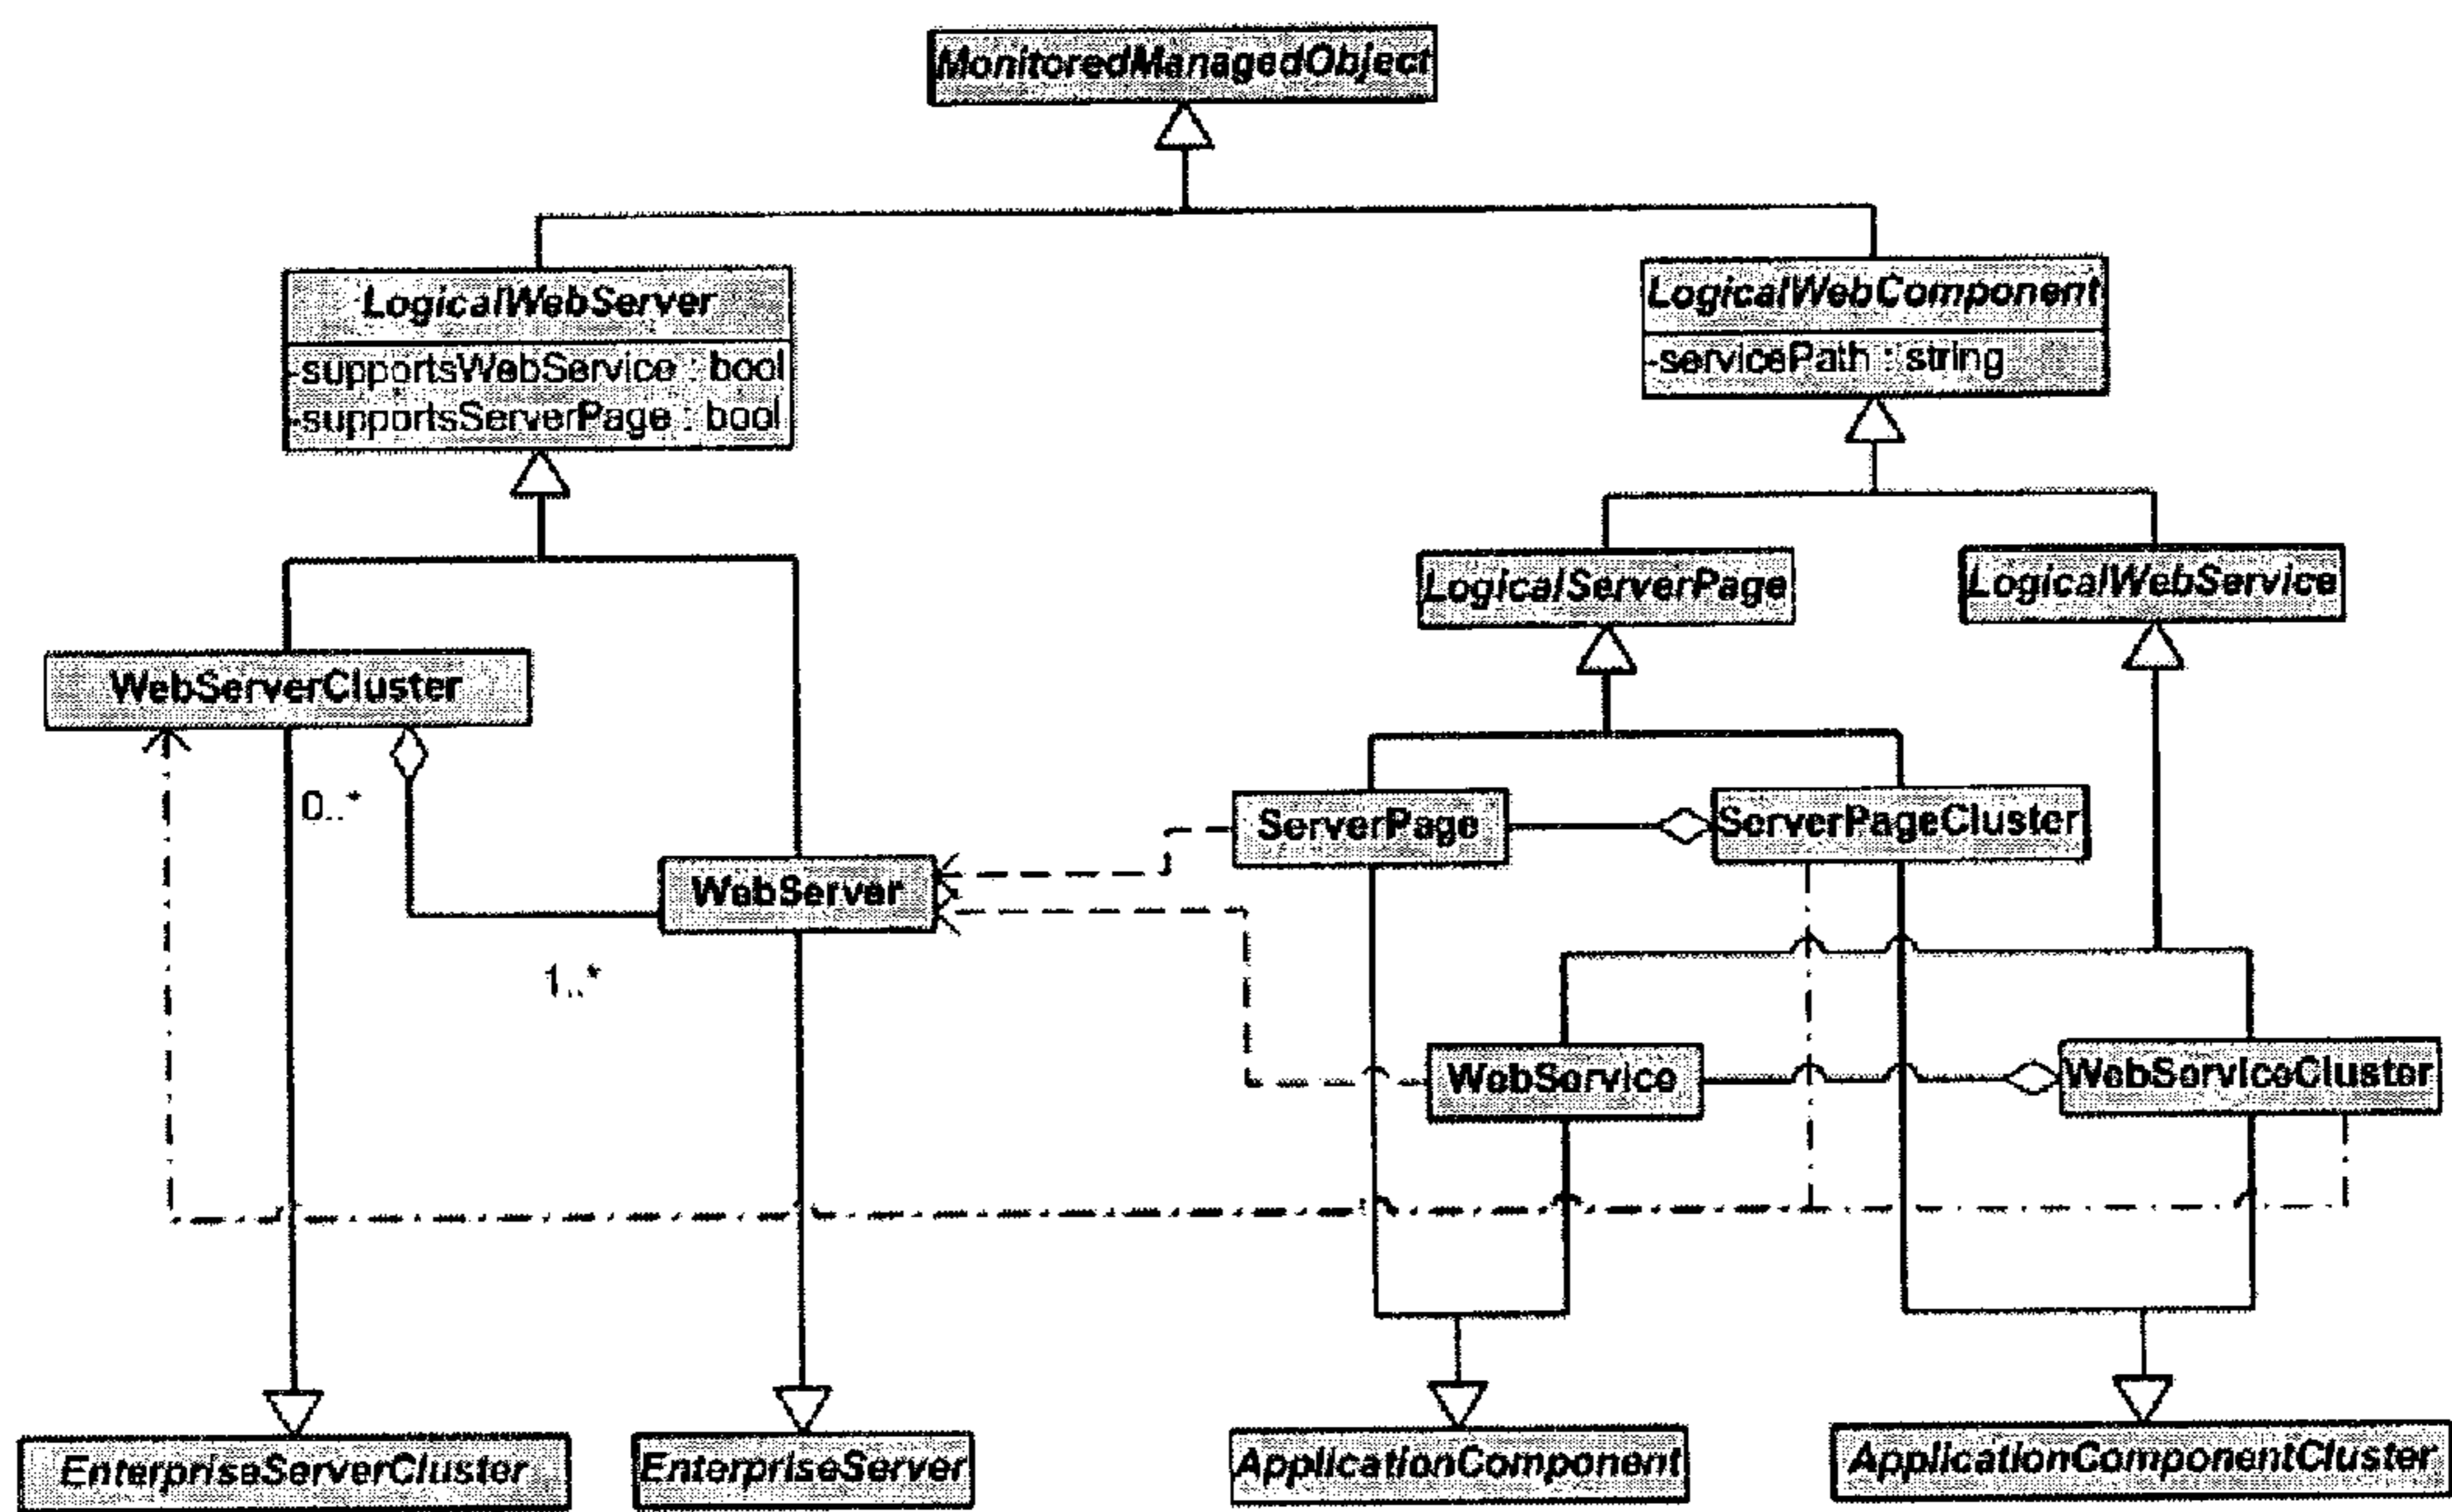 MonitoredManagedObject
LogicalWebServer
-supportsWebService : bool
-supportsServerPage : bool
LogicalWebComponent
-servicePath : string
LogicalServerPage
LogicalWebService
WebServerCluster
0..*
WebServer
1..*
ServerPage
ServerPageCluster
WebService
WebServiceCluster
EnterpriseServerCluster
EnterpriseServer
ApplicationComponent
ApplicationComponentCluster